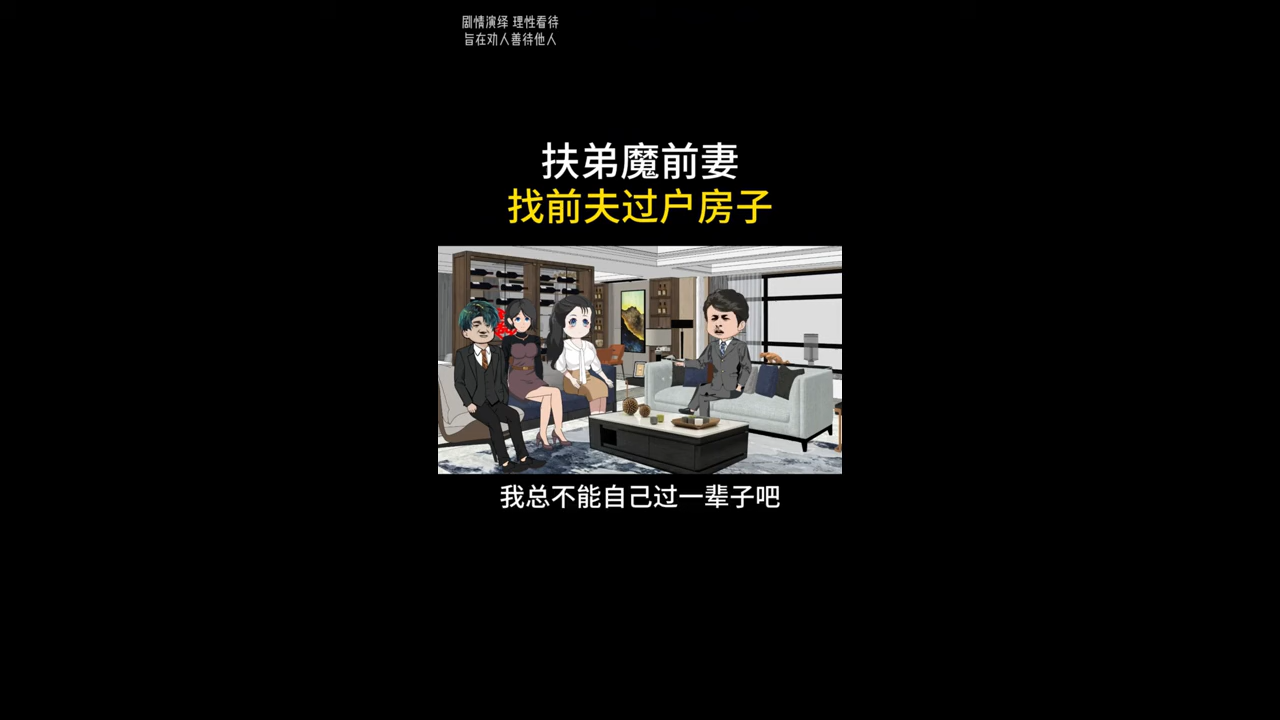 剧情演绎 理性看待
旨在劝人善待他人
扶弟魔前妻
找前夫过户房子
我总不能自己过一辈子吧